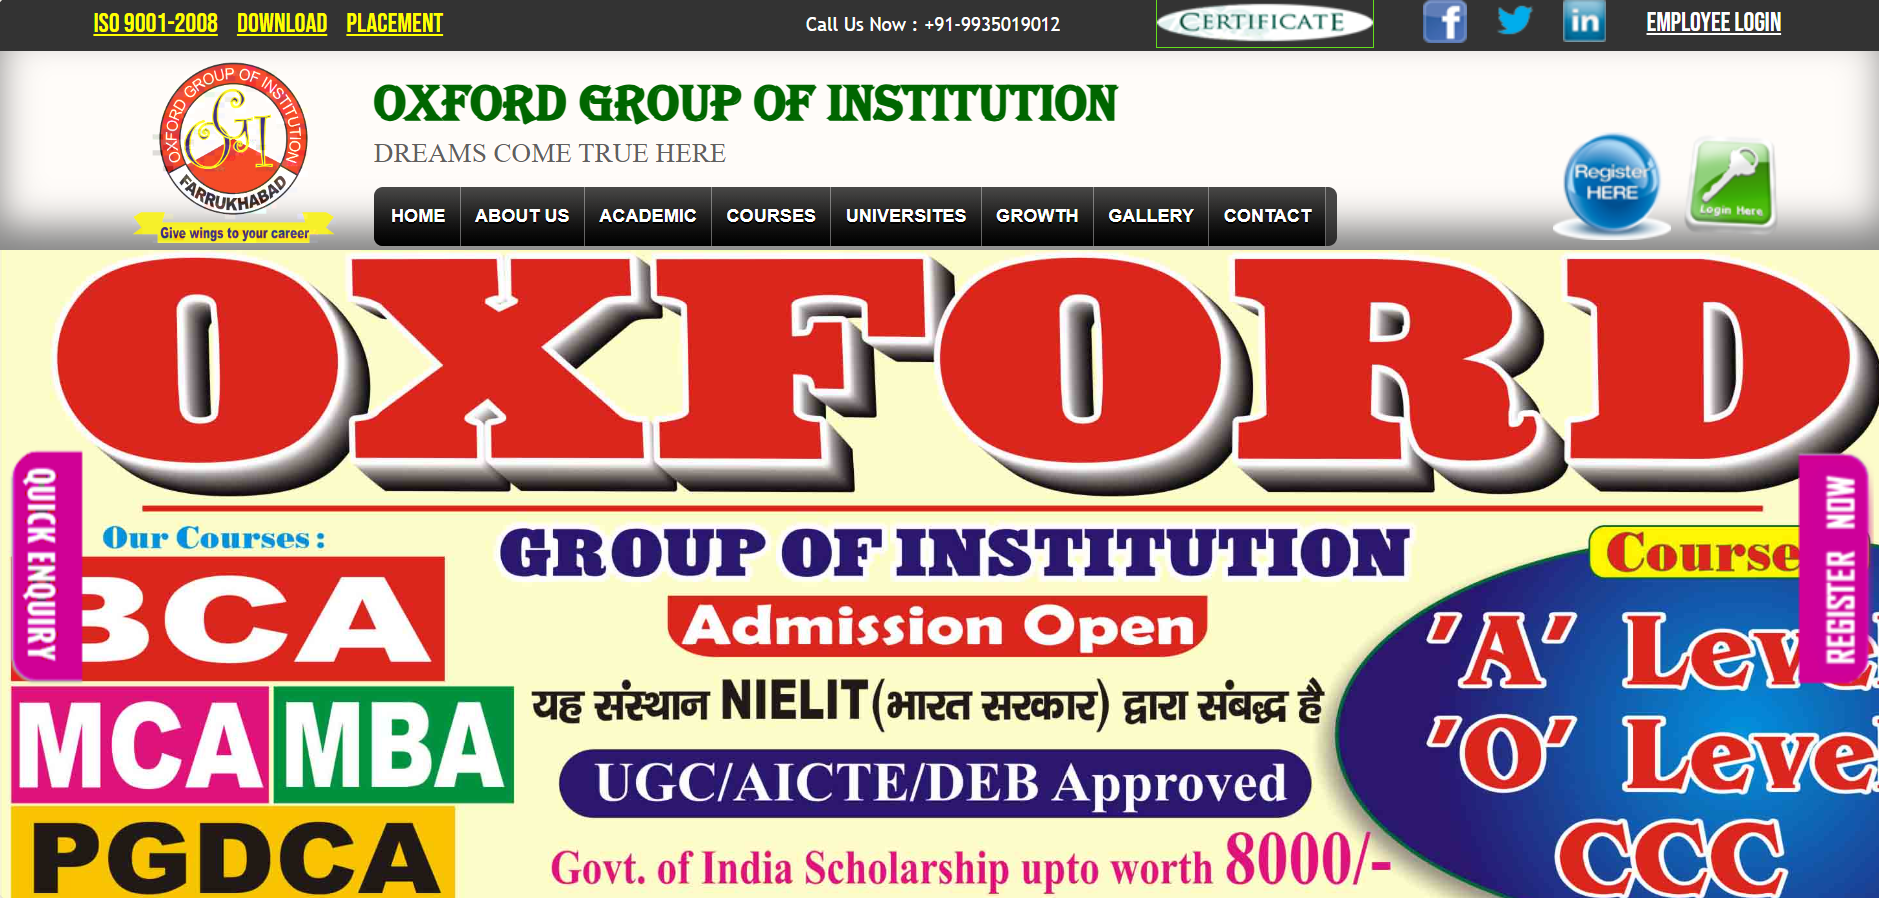 ISO 9001-2008 DOWNLOAD PLACEMENT
Call Us Now : +91-9935019012
CERTIFICATE
EMPLOYEE LOGIN
OXFORD GROUP OF INSTITUTION
FARRUKHABAD
OGI
Give wings to your career
OXFORD GROUP OF INSTITUTION
DREAMS COME TRUE HERE
HOME ABOUT US ACADEMIC COURSES UNIVERSITES GROWTH GALLERY CONTACT
Register
HERE
Login Here
OXFORD
QUICK ENQUIRY
REGISTER NOW
Our Courses :
BCA
MCA MBA
PGDCA
GROUP OF INSTITUTION
Admission Open
यह संस्थान NIELIT(भारत सरकार) द्वारा संबद्ध है
UGC/AICTE/DEB Approved
Govt. of India Scholarship upto worth 8000/-
Course
'A' Level
'O' Level
CCC